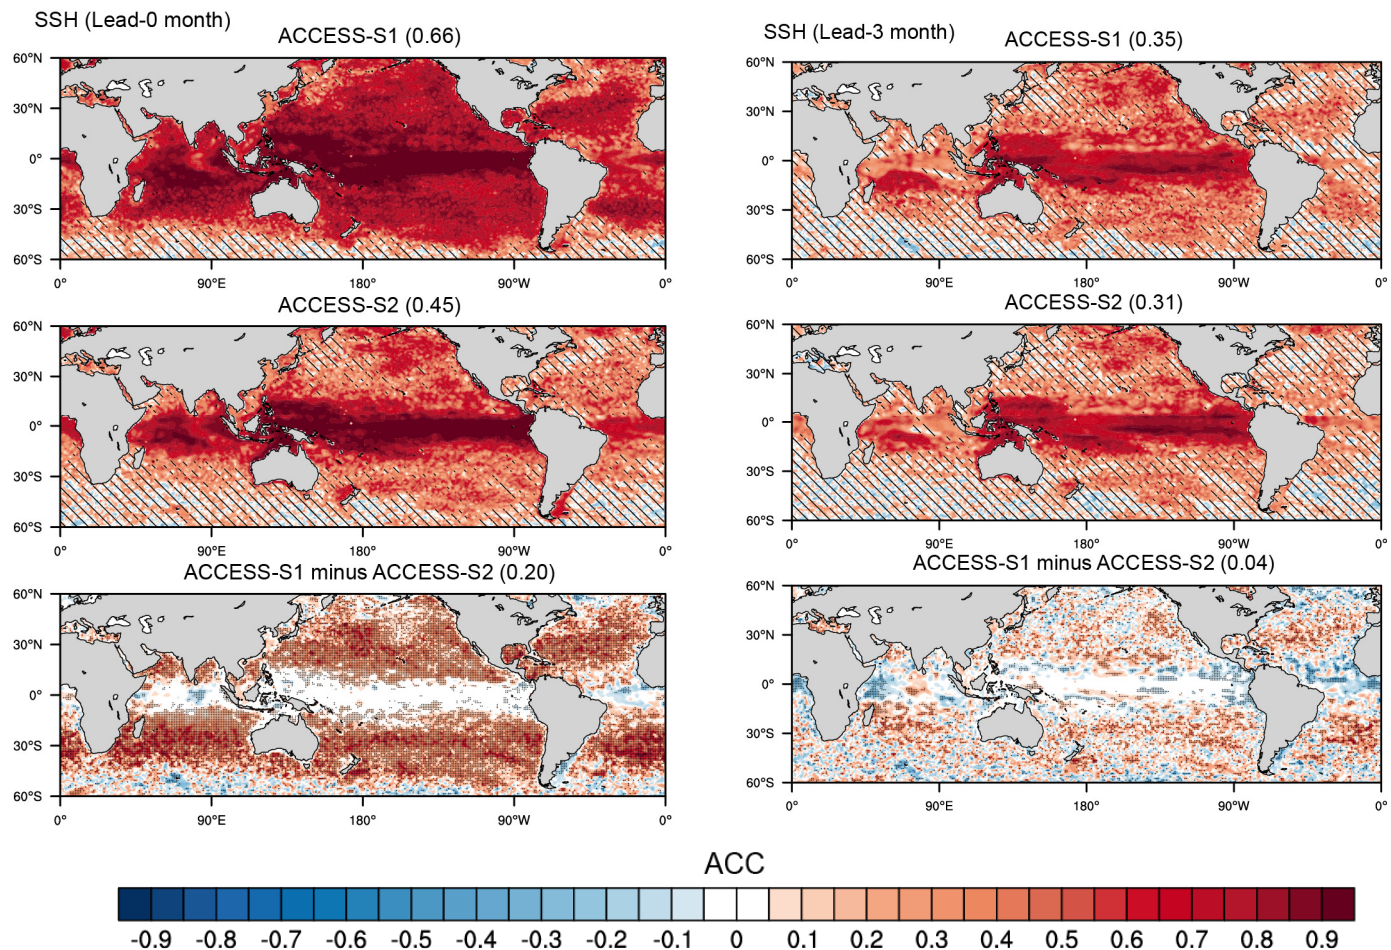 SSH (Lead-0 month)
ACCESS-S1 (0.66)
60°N
30°N
0°
30°S
60°S
0° 90°E 180° 90°W 0°
ACCESS-S2 (0.45)
60°N
30°N
0°
30°S
60°S
0° 90°E 180° 90°W 0°
ACCESS-S1 minus ACCESS-S2 (0.20)
60°N
30°N
0°
30°S
60°S
0° 90°E 180° 90°W 0°
SSH (Lead-3 month)
ACCESS-S1 (0.35)
60°N
30°N
0°
30°S
60°S
0° 90°E 180° 90°W 0°
ACCESS-S2 (0.31)
60°N
30°N
0°
30°S
60°S
0° 90°E 180° 90°W 0°
ACCESS-S1 minus ACCESS-S2 (0.04)
60°N
30°N
0°
30°S
60°S
0° 90°E 180° 90°W 0°
ACC
-0.9 -0.8 -0.7 -0.6 -0.5 -0.4 -0.3 -0.2 -0.1 0 0.1 0.2 0.3 0.4 0.5 0.6 0.7 0.8 0.9